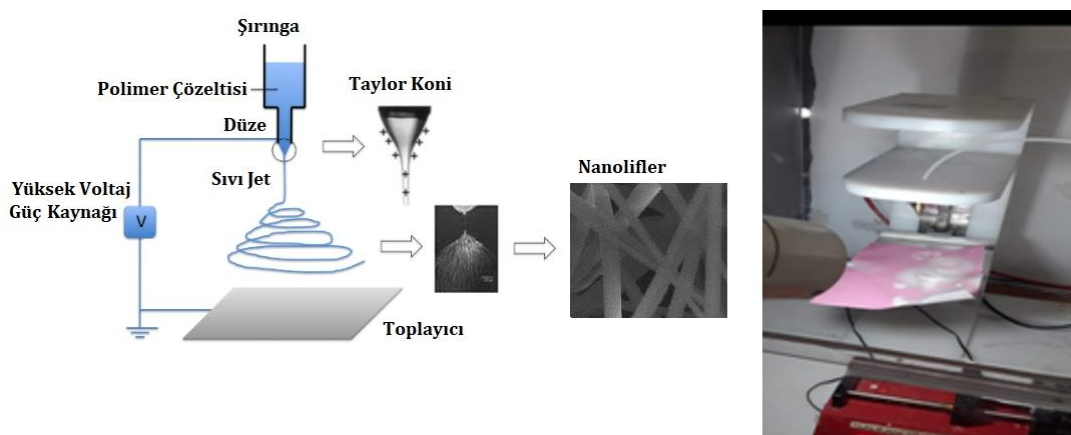 Şırınga
Polimer Çözeltisi
Taylor Koni
Düze
Sıvı Jet
Nanolifler
Yüksek Voltaj
Güç Kaynağı
V
Toplayıcı